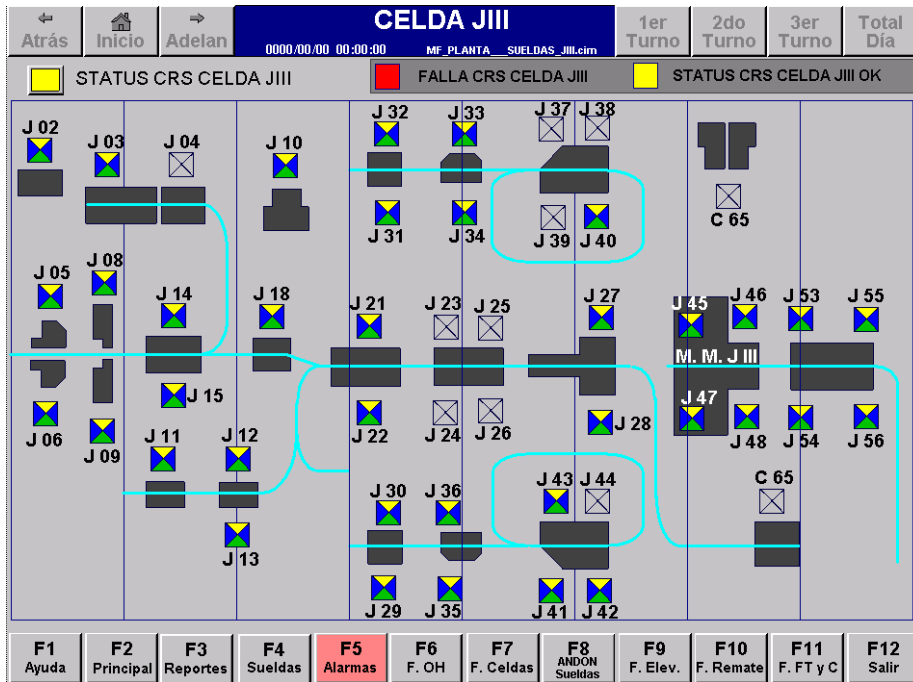 Atrás
Inicio
Adelan
CELDA JIII
0000/00/00 00:00:00 MF_PLANTA___SUELDAS_JIII.cim
1er
Turno
2do
Turno
3er
Turno
Total
Día
STATUS CRS CELDA JIII
FALLA CRS CELDA JIII
STATUS CRS CELDA JIII OK
J 02
J 03
J 04
J 10
J 32
J 33
J 37
J 38
C 65
J 31
J 34
J 39
J 40
J 05
J 08
J 14
J 18
J 21
J 23
J 25
J 27
J 45
J 46
J 53
J 55
M. M. J III
J 15
J 47
J 06
J 09
J 11
J 12
J 22
J 24
J 26
J 28
J 48
J 54
J 56
J 30
J 36
J 43
J 44
C 65
J 13
J 29
J 35
J 41
J 42
F1
Ayuda
F2
Principal
F3
Reportes
F4
Sueldas
F5
Alarmas
F6
F. OH
F7
F. Celdas
F8
ANDON
Sueldas
F9
F. Elev.
F10
F. Remate
F11
F. FT y C
F12
Salir